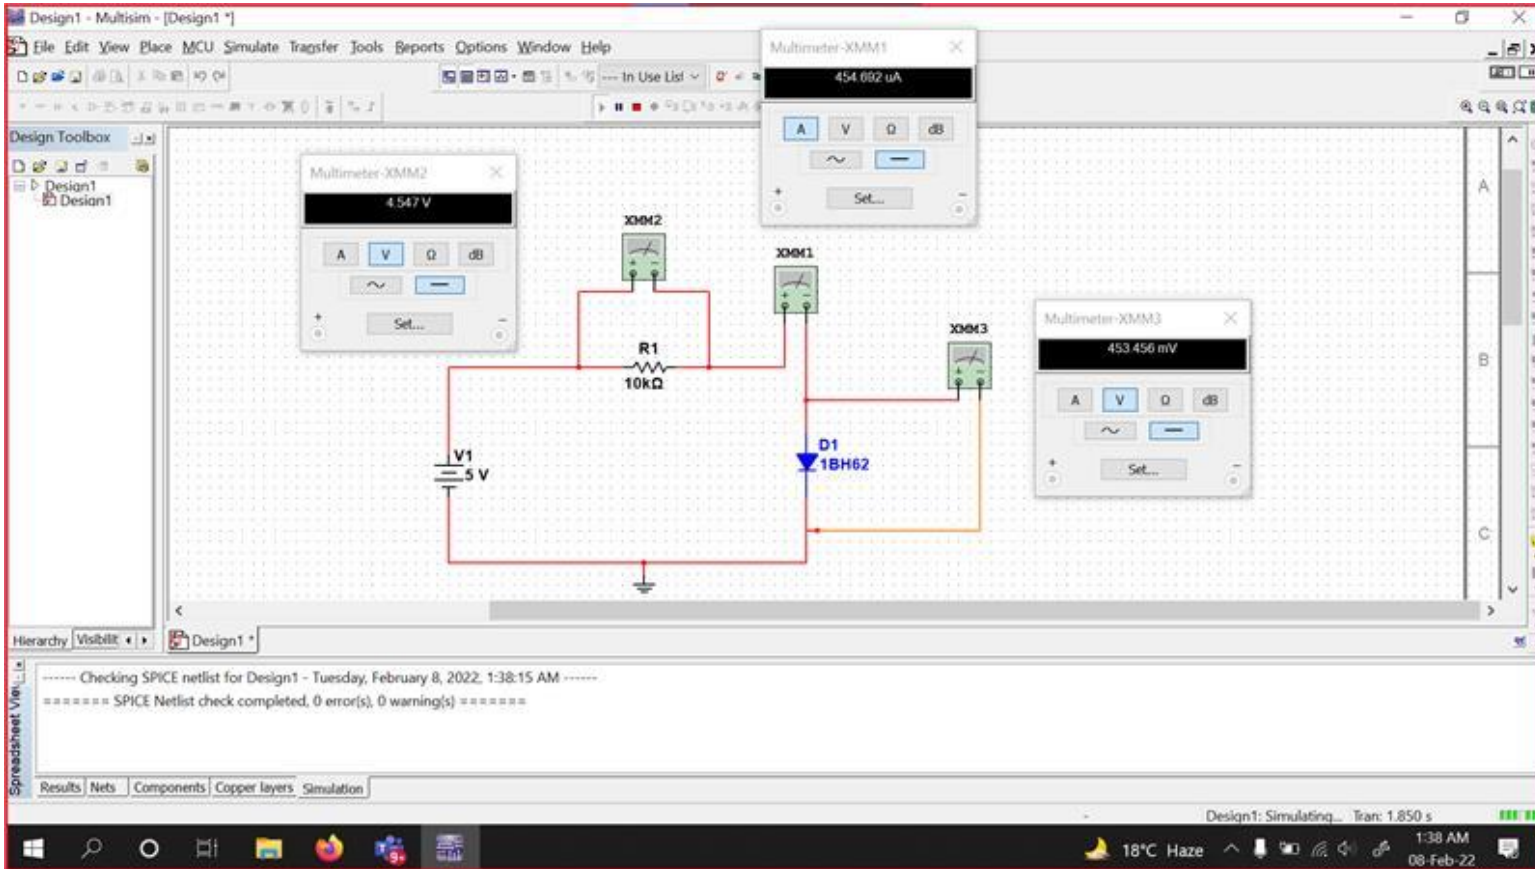 Design1 - Multisim - [Design1 *]
File Edit View Place MCU Simulate Transfer Tools Reports Options Window Help
--- In Use List
Design Toolbox
Design1
Design1
Multimeter-XMM1
454.692 uA
A V Ω dB
Set...
Multimeter-XMM2
4.547 V
A V Ω dB
Set...
XMM2
XMM1
XMM3
R1
10kΩ
V1
5 V
D1
1BH62
Multimeter-XMM3
453.456 mV
A V Ω dB
Set...
A
B
C
Hierarchy Visibilit
Design1 *
Spreadsheet View
------ Checking SPICE netlist for Design1 - Tuesday, February 8, 2022, 1:38:15 AM ------
======= SPICE Netlist check completed, 0 error(s), 0 warning(s) =======
Results Nets Components Copper layers Simulation
- Design1: Simulating... Tran: 1.850 s
9+
18°C Haze
1:38 AM
08-Feb-22